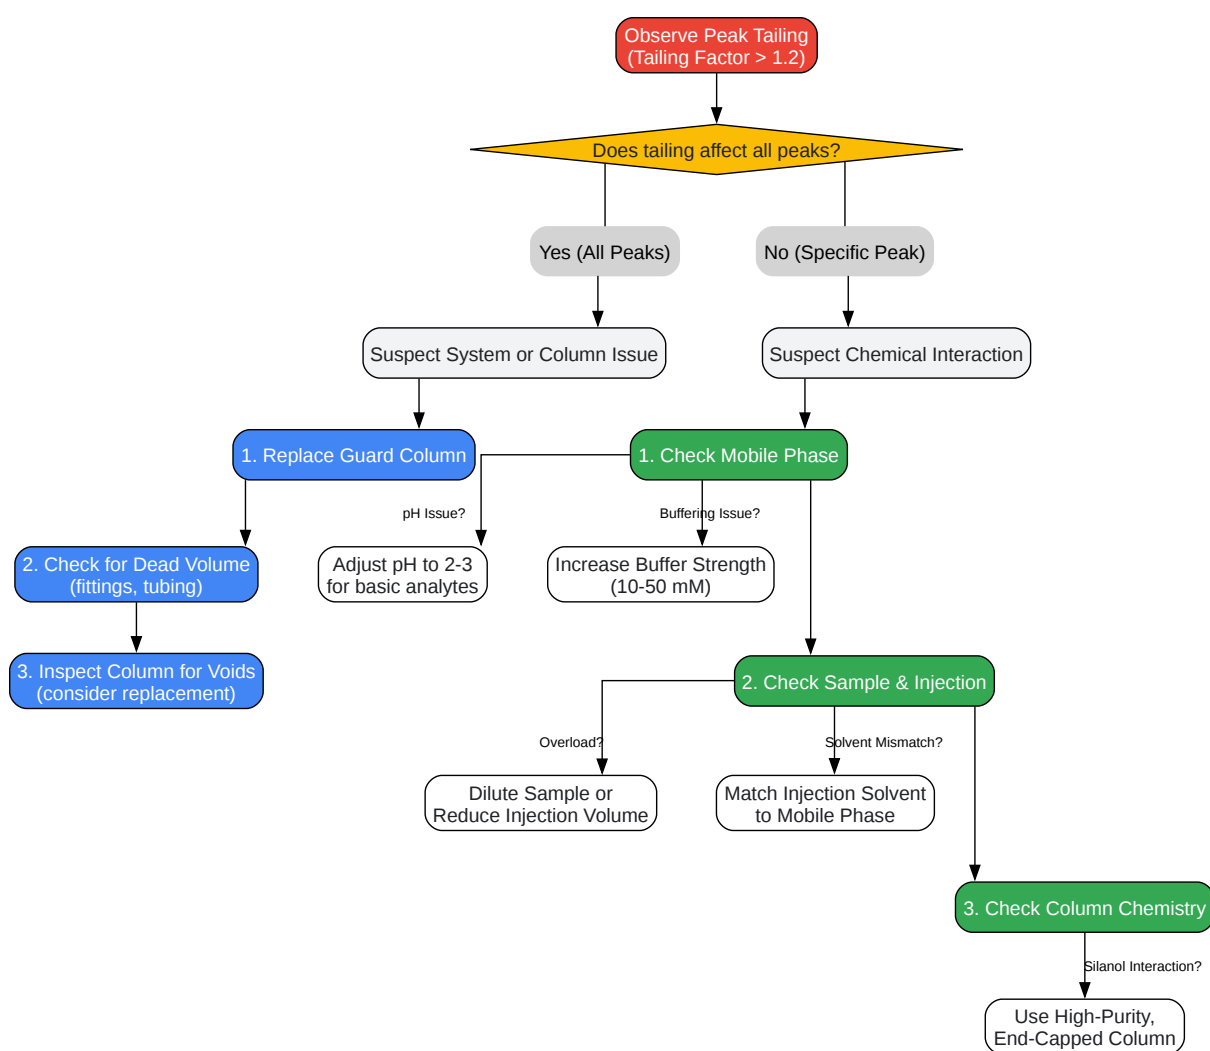 Observe Peak Tailing
(Tailing Factor > 1.2)
Does tailing affect all peaks?
Yes (All Peaks)
No (Specific Peak)
Suspect System or Column Issue
Suspect Chemical Interaction
1. Replace Guard Column
1. Check Mobile Phase
pH Issue?
Buffering Issue?
2. Check for Dead Volume
(fittings, tubing)
Adjust pH to 2-3
for basic analytes
Increase Buffer Strength
(10-50 mM)
3. Inspect Column for Voids
(consider replacement)
2. Check Sample & Injection
Overload?
Solvent Mismatch?
Dilute Sample or
Reduce Injection Volume
Match Injection Solvent
to Mobile Phase
3. Check Column Chemistry
Silanol Interaction?
Use High-Purity,
End-Capped Column